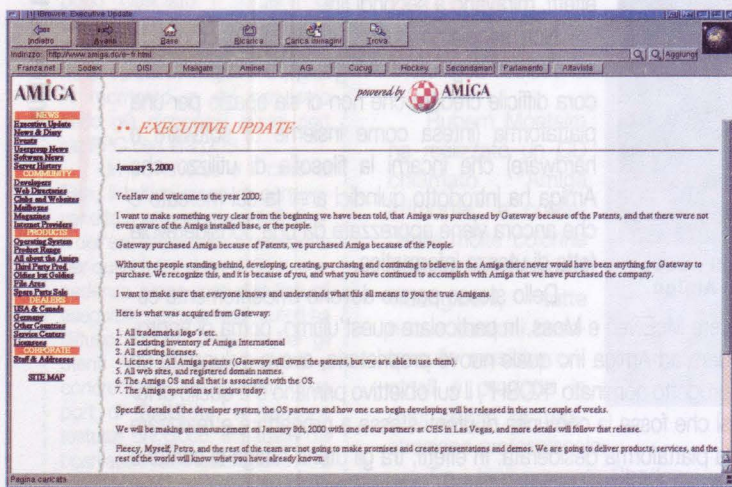 [1] IBrowse: Executive Update
Indietro Avanti Base Ricarica Carica immagini Trova
Indirizzo: http://www.amiga.de/e-fr.html
Aggiungi
Franza.net Sodex OISI Mailgate Aminet AGI Cucug Hockey Secondamani Parlamento Altavista
AMIGA
NEWS
Executive Update
News & Diary
Events
Usergroup News
Software News
Server History
COMMUNITY
Developers
Web Directories
Clubs and Websites
Mailboxes
Magazines
Internet Providers
PRODUCTS
Operating System
Product Range
All about the Amiga
Third Party Prod.
Oldies but Goldies
File Area
Spare Parts Sale
DEALERS
USA & Canada
Germany
Other Countries
Service Centers
Licensees
CORPORATE
Staff & Addresses
SITE MAP
powered by AMIGA
EXECUTIVE UPDATE
January 3, 2000
YeeHaw and welcome to the year 2000;
I want to make something very clear from the beginning we have been told, that Amiga was purchased by Gateway because of the Patents, and that there were not
even aware of the Amiga installed base, or the people.
Gateway purchased Amiga because of Patents, we purchased Amiga because of the People.
Without the people standing behind, developing, creating, purchasing and continuing to believe in the Amiga there never would have been anything for Gateway to
purchase. We recognize this, and it is because of you, and what you have continued to accomplish with Amiga that we have purchased the company.
I want to make sure that everyone knows and understands what this will mean to you the true Amigans.
Here is what was acquired from Gateway:
1. All trademarks, logo's etc.
2. All existing inventory of Amiga International
3. All existing licenses.
4. License to All Amiga patents (Gateway still owns the patents, but we are able to use them).
5. All web sites, and registered domain names.
6. The Amiga OS and all that is associated with the OS.
7. The Amiga computer as it exists today.
Specific details of the developer system, the OS partners and how one can begin developing will be released in the next couple of weeks.
We will be making an announcement on January 8th, 2000 with one of our partners at CES in Las Vegas, and more details will follow that release.
Fleecy, Myself, Petro, and the rest of the team are not going to make promises and create presentations and demos. We are going to deliver products, services, and the
rest of the world will know what you have already known.
Pagina caricata.